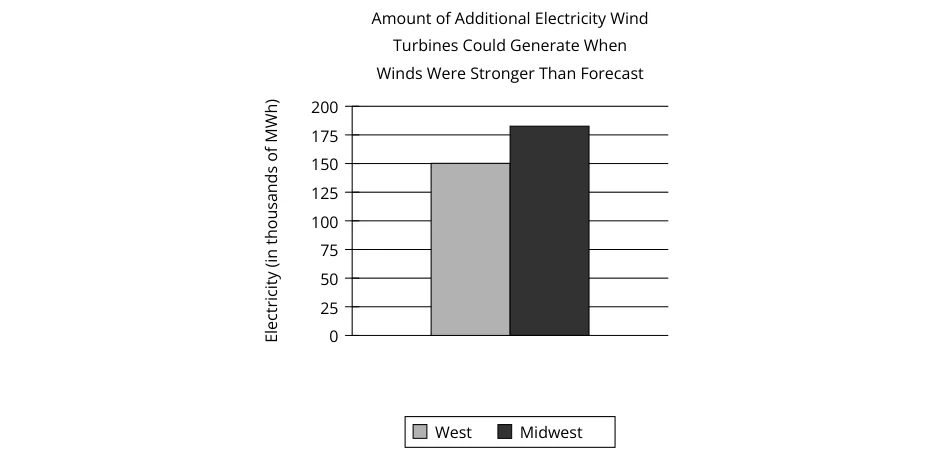 Amount of Additional Electricity Wind
Turbines Could Generate When
Winds Were Stronger Than Forecast
Electricity (in thousands of MWh)
200
175
150
125
100
75
50
25
0
West
Midwest